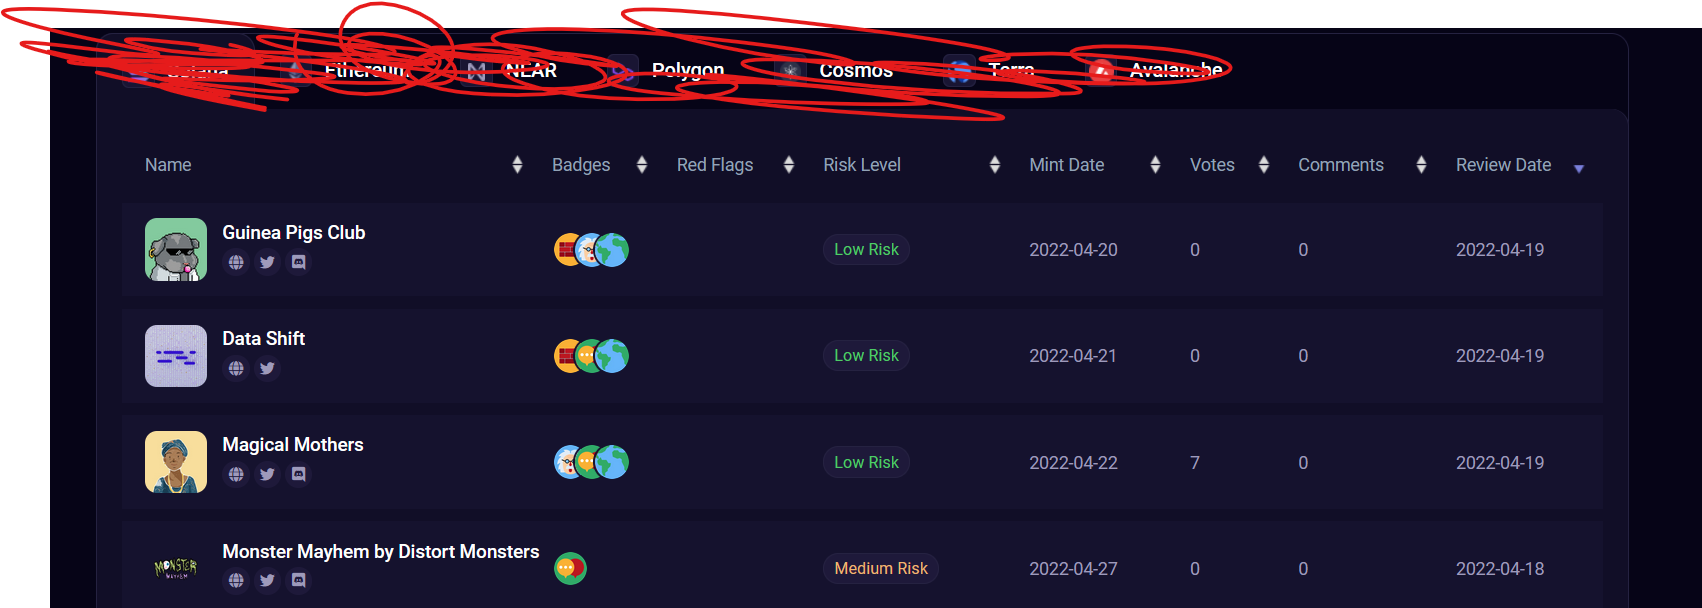 Solana Ethereum NEAR Polygon Cosmos Terra Avalanche
Name Badges Red Flags Risk Level Mint Date Votes Comments Review Date
Guinea Pigs Club
Low Risk 2022-04-20 0 0 2022-04-19
Data Shift
Low Risk 2022-04-21 0 0 2022-04-19
Magical Mothers
Low Risk 2022-04-22 7 0 2022-04-19
MONSTER
MAYHEM
Monster Mayhem by Distort Monsters
Medium Risk 2022-04-27 0 0 2022-04-18